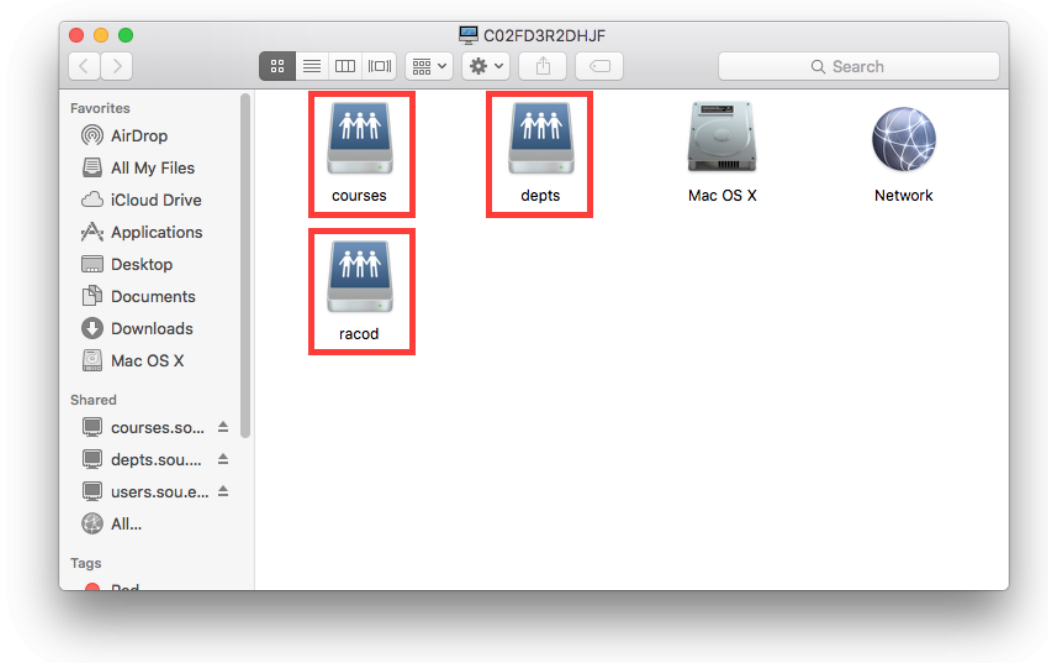 C02FD3R2DHJF
Search
Favorites
AirDrop
All My Files
iCloud Drive
Applications
Desktop
Documents
Downloads
Mac OS X
Shared
courses.so...
depts.sou....
users.sou.e...
All...
Tags
Red
courses
depts
Mac OS X
Network
racod